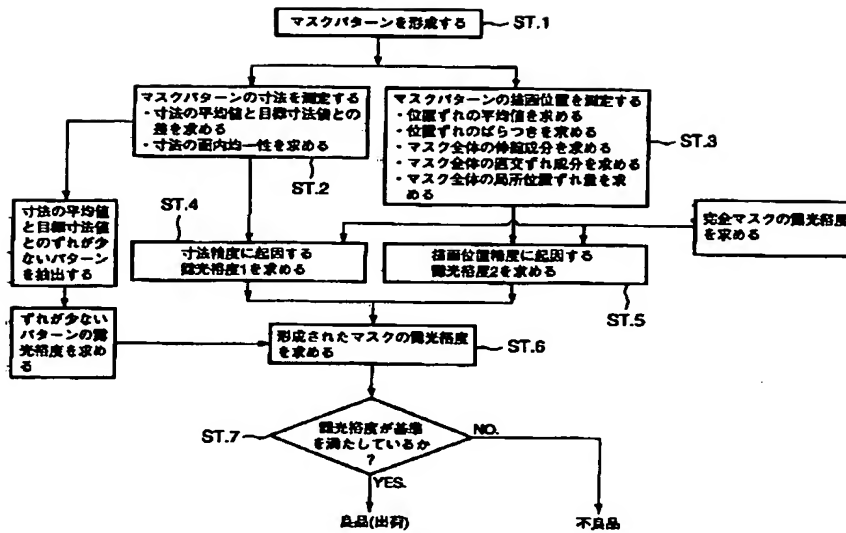 マスクパターンを形成する
ST.1
マスクパターンの寸法を測定する
・寸法の平均値と目標寸法値との
差を求める
・寸法の面内均一性を求める
ST.2
マスクパターンの描画位置を測定する
・位置ずれの平均値を求める
・位置ずれのばらつきを求める
・マスク全体の伸縮成分を求める
・マスク全体の直交ずれ成分を求める
・マスク全体の局所位置ずれ量を求
める
ST.3
寸法の平均値
と目標寸法値
とのずれが少
ないパターン
を抽出する
ST.4
寸法精度に起因する
露光裕度1を求める
描画位置精度に起因する
露光裕度2を求める
ST.5
完全マスクの露光裕度
を求める
ずれが少ない
パターンの露
光裕度を求め
る
形成されたマスクの露光裕度
を求める
ST.6
ST.7
露光裕度が基準
を満たしているか
?
NO.
YES.
良品(出荷)
不良品